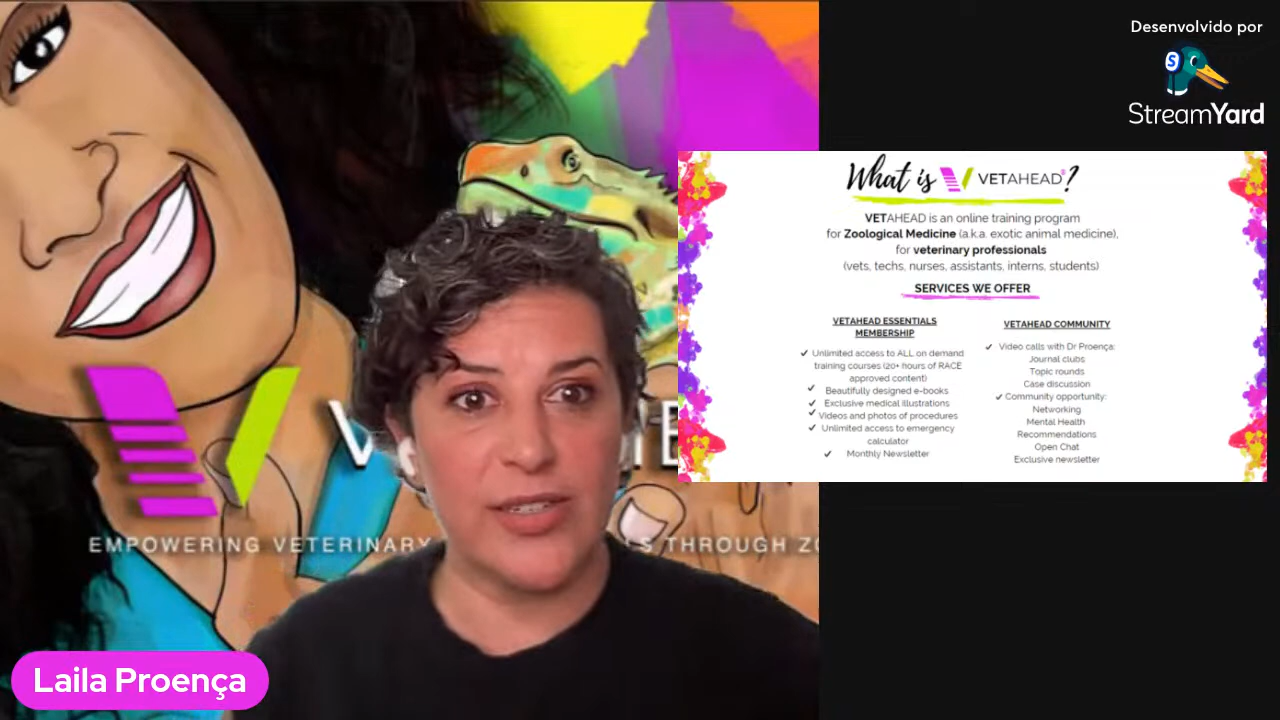 Desenvolvido por
StreamYard
What is VETAHEAD®?
VETAHEAD is an online training program
for Zoological Medicine (a.k.a. exotic animal medicine),
for veterinary professionals
(vets, techs, nurses, assistants, interns, students)
SERVICES WE OFFER
VETAHEAD ESSENTIALS
MEMBERSHIP
✓ Unlimited access to ALL on demand
training courses (20+ hours of RACE
approved content)
✓ Beautifully designed e-books
✓ Exclusive medical illustrations
✓ Videos and photos of procedures
✓ Unlimited access to emergency
calculator
✓ Monthly Newsletter
VETAHEAD COMMUNITY
✓ Video calls with Dr Proença:
Journal clubs
Topic rounds
Case discussion
✓ Community opportunity:
Networking
Mental Health
Recommendations
Open Chat
Exclusive newsletter
EMPOWERING VETERINARY S THROUGH
Laila Proença